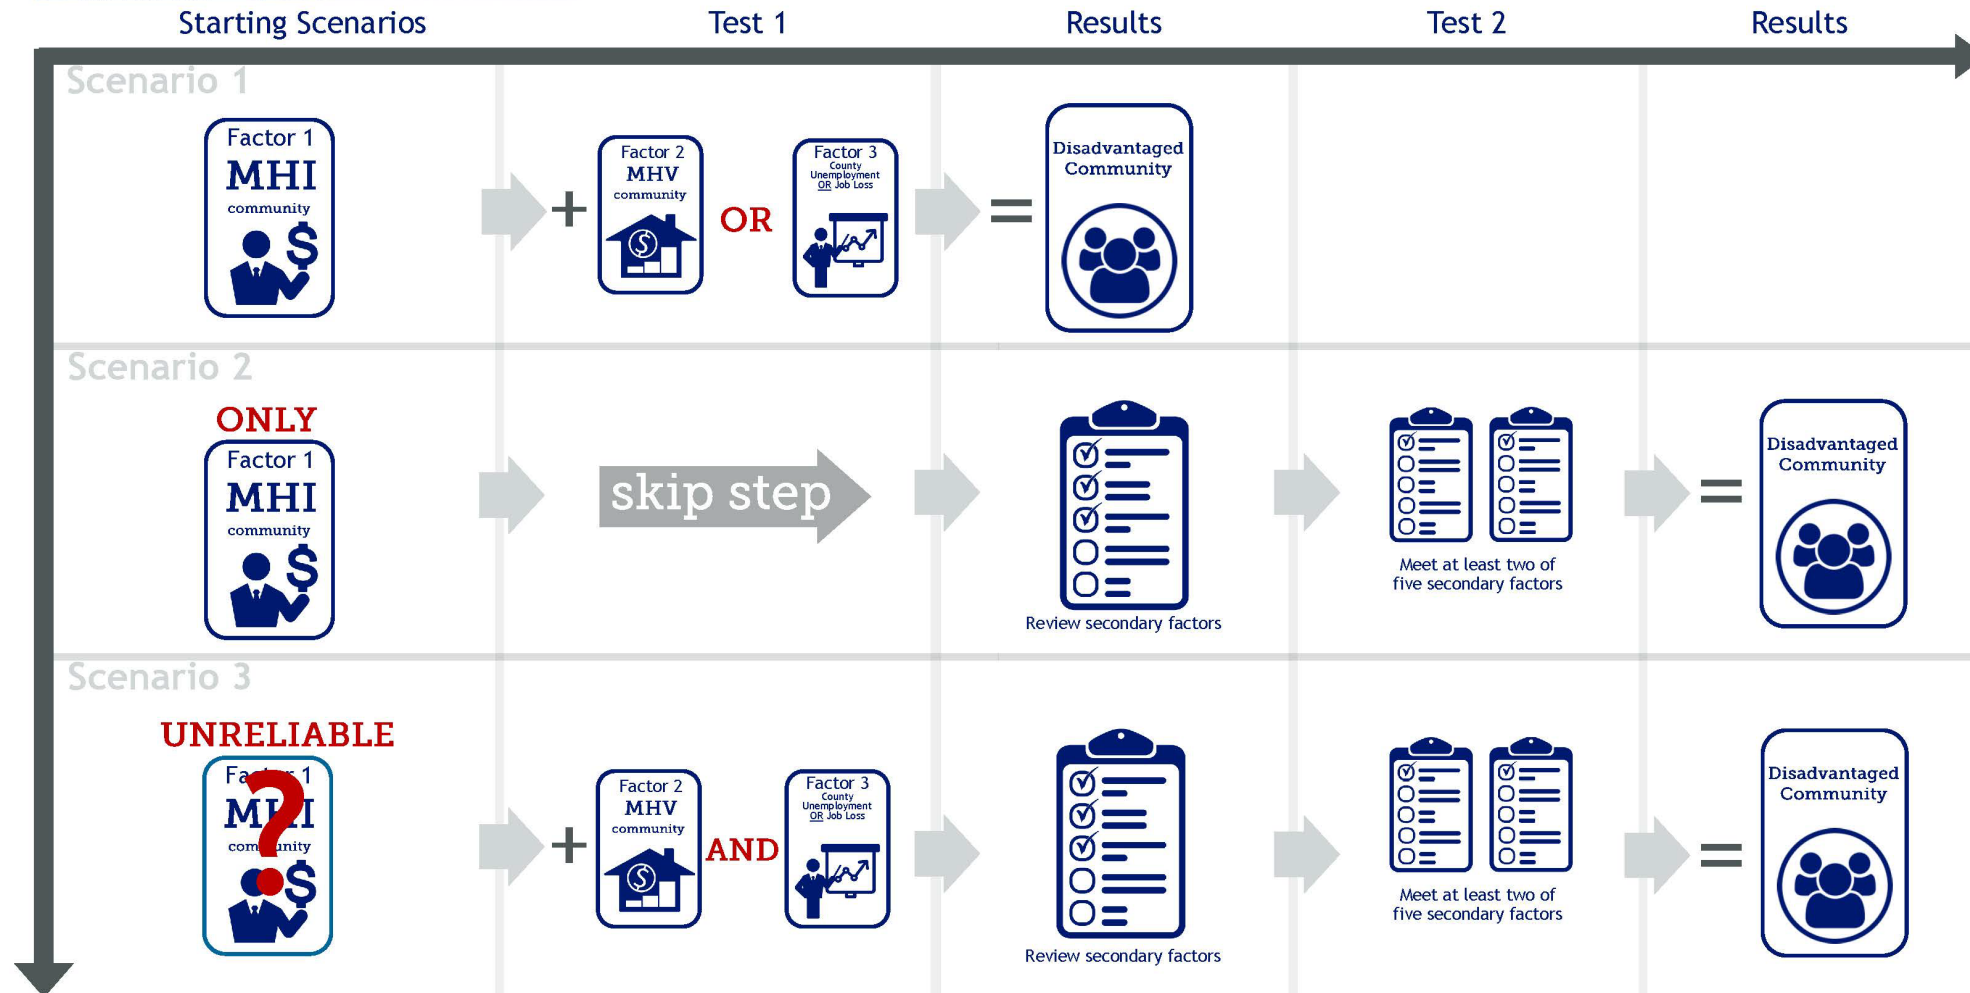 Starting Scenarios
Test 1
Results
Test 2
Results
Scenario 1
Factor 1
MHI
community
$
+
Factor 2
MHV
community
$
OR
Factor 3
County
Unemployment
OR Job Loss
=
Disadvantaged
Community
Scenario 2
ONLY
Factor 1
MHI
community
$
skip step
Review secondary factors
Meet at least two of
five secondary factors
=
Disadvantaged
Community
Scenario 3
UNRELIABLE
Factor 1
MHI
community
?
$
+
Factor 2
MHV
community
$
AND
Factor 3
County
Unemployment
OR Job Loss
Review secondary factors
Meet at least two of
five secondary factors
=
Disadvantaged
Community